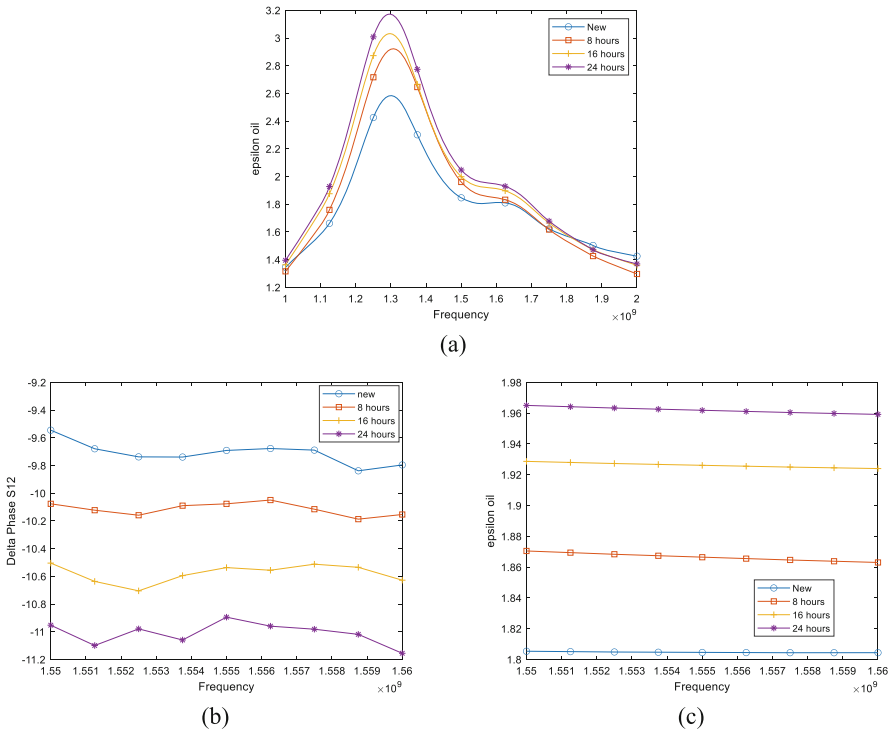 3.2
3
2.8
2.6
2.4
2.2
2
1.8
1.6
1.4
1.2
epsilon oil
New
8 hours
16 hours
24 hours
1 1.1 1.2 1.3 1.4 1.5 1.6 1.7 1.8 1.9 2
Frequency
×10^9
(a)
-9.2
-9.4
-9.6
-9.8
-10
-10.2
-10.4
-10.6
-10.8
-11
-11.2
Delta Phase S12
new
8 hours
16 hours
24 hours
1.55 1.551 1.552 1.553 1.554 1.555 1.556 1.557 1.558 1.559 1.56
Frequency
×10^9
(b)
1.98
1.96
1.94
1.92
1.9
1.88
1.86
1.84
1.82
1.8
epsilon oil
New
8 hours
16 hours
24 hours
1.55 1.551 1.552 1.553 1.554 1.555 1.556 1.557 1.558 1.559 1.56
Frequency
×10^9
(c)